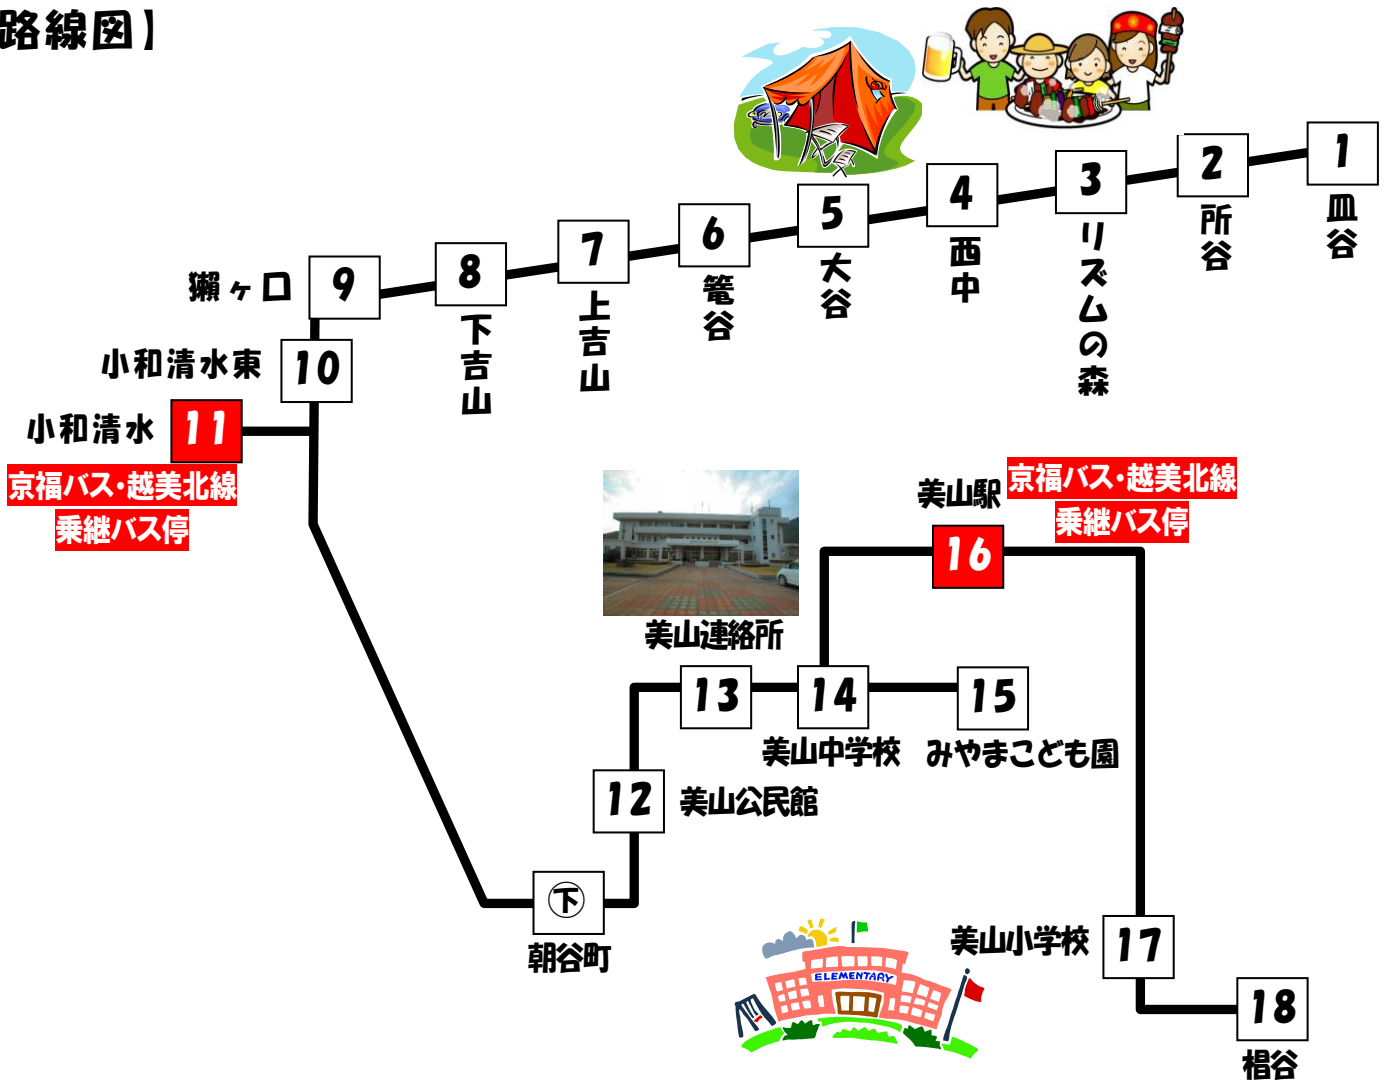 路線図】
1
皿谷
2
所谷
3
リズムの森
4
西中
5
大谷
6
篭谷
7
上吉山
8
下吉山
9
獺ヶ口
10
小和清水東
11
小和清水
京福バス・越美北線
乗継バス停
美山駅
京福バス・越美北線
乗継バス停
16
美山連絡所
13
14
15
美山中学校
みやまこども園
12
美山公民館
㊦
朝谷町
ELEMENTARY
美山小学校
17
18
椙谷